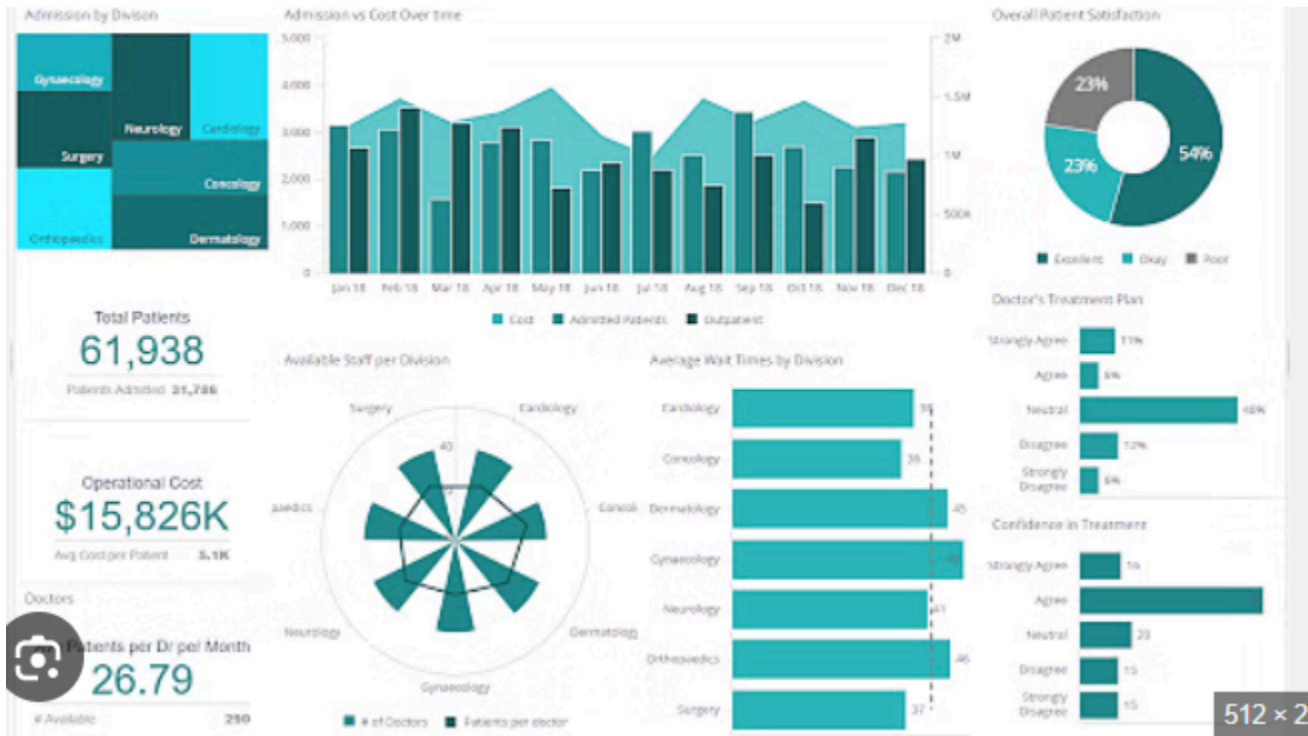 Admission by Divison
Gynaecology
Surgery
Orthopaedics
Neurology
Cardiology
Concology
Dermatology
Total Patients
61,938
Patients Admitted 31,786
Operational Cost
$15,826K
Avg Cost per Patient 5.1K
Doctors
Patients per Dr per Month
26.79
# Available 250
Admission vs Cost Over time
5,000
4,000
3,000
2,000
1,000
0
2M
1.5M
1M
500K
0
Jan 18 Feb 18 Mar 18 Apr 18 May 18 Jun 18 Jul 18 Aug 18 Sep 18 Oct 18 Nov 18 Dec 18
Cost Admitted Patients Outpatient
Available Staff per Division
Surgery
Cardiology
paedics
Concol
Neurology
Dermatolog
Gynaecology
40
# of Doctors Patients per doctor
Average Wait Times by Division
Cardiology
Concology 36
Dermatology 45
Gynaecology
Neurology 41
Orthopaedics 46
Surgery 37
Overall Patient Satisfaction
23%
23%
54%
Excellent Okay Poor
Doctor's Treatment Plan
Strongly Agree 11%
Agree 6%
Neutral 48%
Disagree 12%
Strongly
Disagree 6%
Confidence in Treatment
Strongly Agree 16
Agree
Neutral 20
Disagree 15
Strongly
Disagree 15
512 × 2